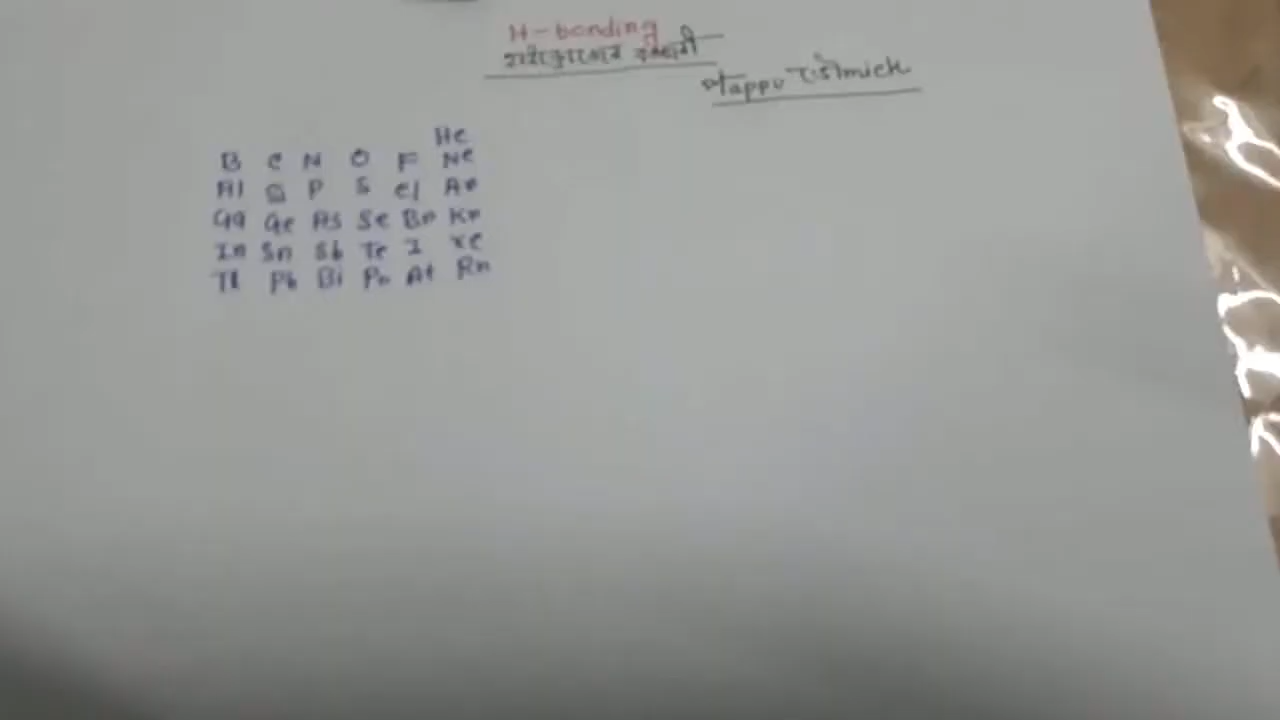 H-bonding
He
B C N O F Ne
Al Si P S Cl Ar
Ga Ge As Se Br Kr
In Sn Sb Te I Xe
Tl Pb Bi Po At Rn